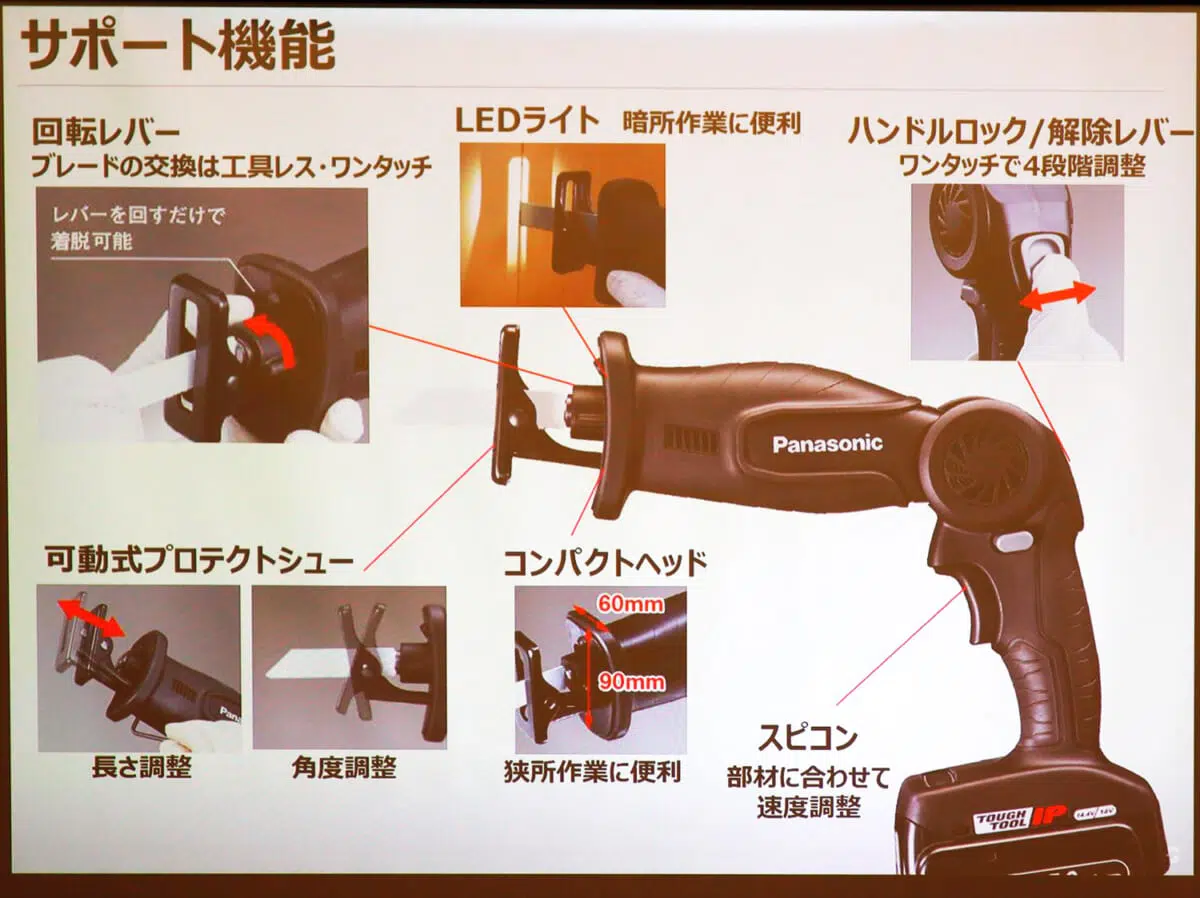 サポート機能
回転レバー
ブレードの交換は工具レス・ワンタッチ
レバーを回すだけで
着脱可能
LEDライト 暗所作業に便利
ハンドルロック/解除レバー
ワンタッチで4段階調整
Panasonic
可動式プロテクトシュー
長さ調整
角度調整
Pana
コンパクトヘッド
60mm
90mm
狭所作業に便利
スピコン
部材に合わせて
速度調整
TOUGH
TOOL IP
14.4V/18V